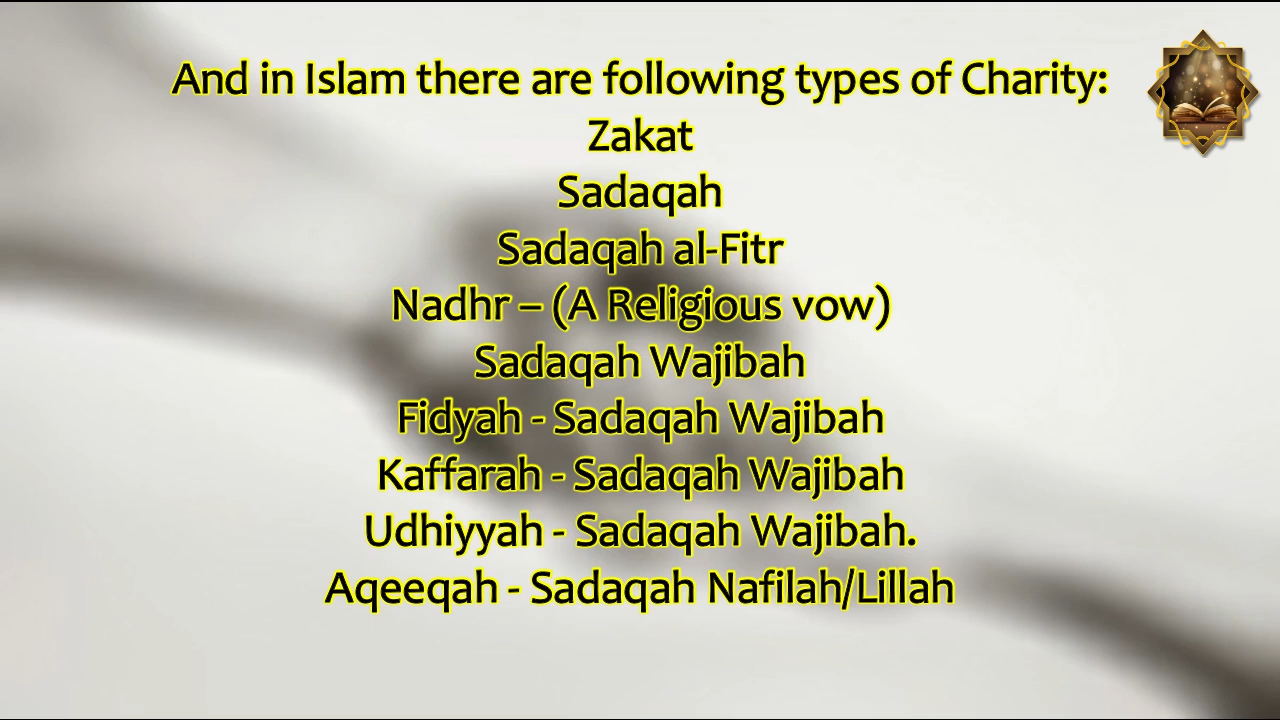 And in Islam there are following types of Charity:
Zakat
Sadaqah
Sadaqah al-Fitr
Nadhr – (A Religious vow)
Sadaqah Wajibah
Fidyah - Sadaqah Wajibah
Kaffarah - Sadaqah Wajibah
Udhiyyah - Sadaqah Wajibah.
Aqeeqah - Sadaqah Nafilah/Lillah